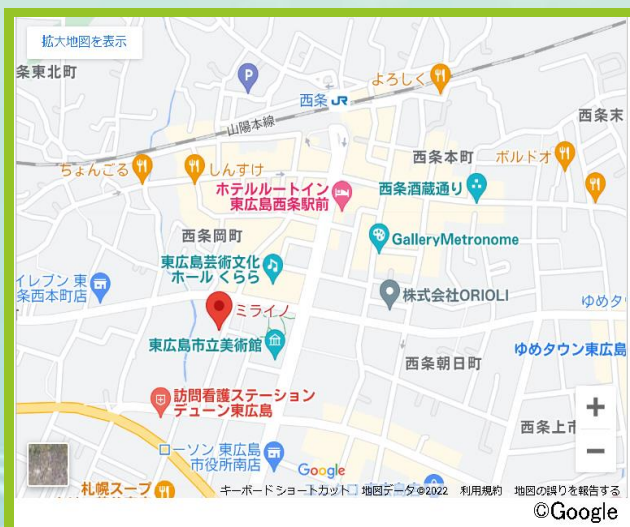 拡大地図を表示
条東北町
P
よろしく
西条 JR
山陽本線
西条末
西条本町
ボルドオ
ちょんごる
しんすけ
ホテルルートイン
東広島西条駅前
西条酒蔵通り
西条岡町
GalleryMetronome
東広島芸術文化
ホール くらら
イレブン 東
条西本町店
ミライノ
株式会社ORIOLI
ゆめタ
東広島市立美術館
西条朝日町
ゆめタウン東広島
訪問看護ステーション
デューン東広島
+
西条上市
ローソン 東広島
市役所南店
−
Google
札幌スープ
キーボード ショートカット
地図データ ©2022
利用規約
地図の誤りを報告する
©Google